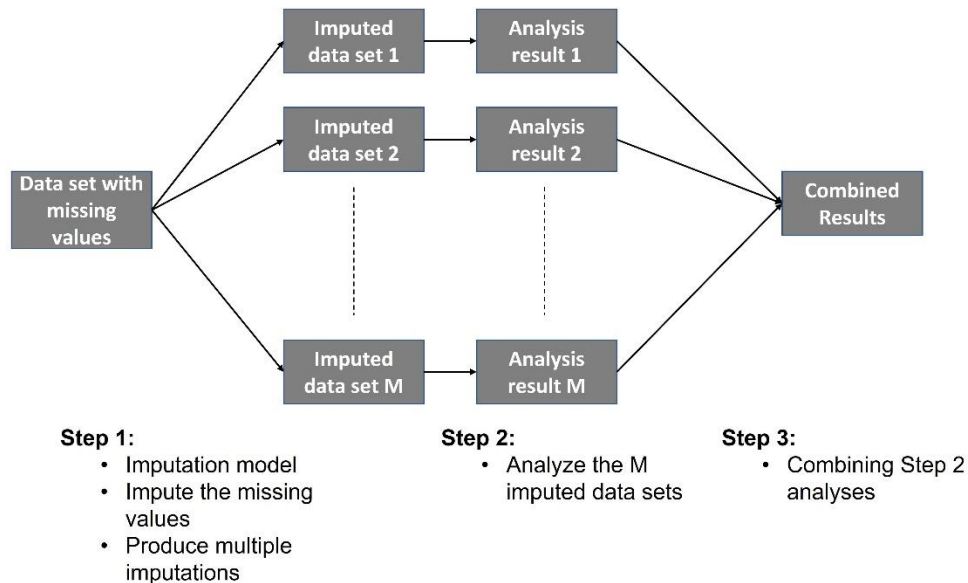 Imputed
data set 1
Analysis
result 1
Imputed
data set 2
Analysis
result 2
Data set with
missing
values
Combined
Results
Imputed
data set M
Analysis
result M
Step 1:
• Imputation model
• Impute the missing
values
• Produce multiple
imputations
Step 2:
• Analyze the M
imputed data sets
Step 3:
• Combining Step 2
analyses